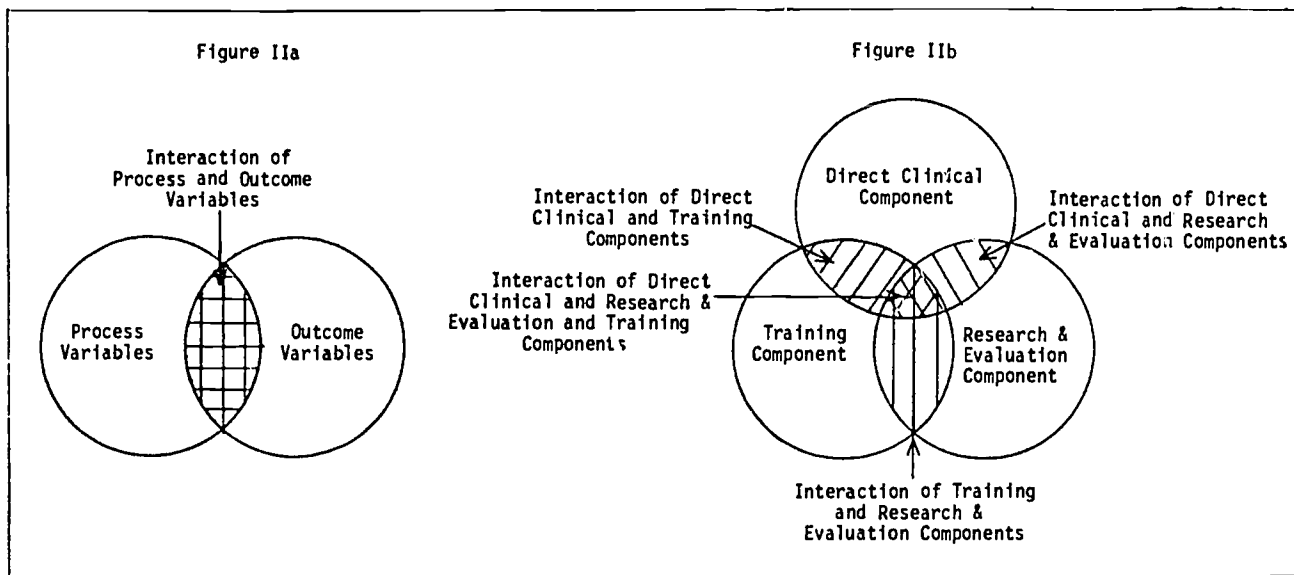 Figure IIa
Interaction of
Process and Outcome
Variables
Process
Variables
Outcome
Variables
Figure IIb
Direct Clinical
Component
Interaction of Direct
Clinical and Training
Components
Interaction of Direct
Clinical and Research
& Evaluation Components
Interaction of Direct
Clinical and Research &
Evaluation and Training
Components
Training
Component
Research &
Evaluation
Component
Interaction of Training
and Research &
Evaluation Components